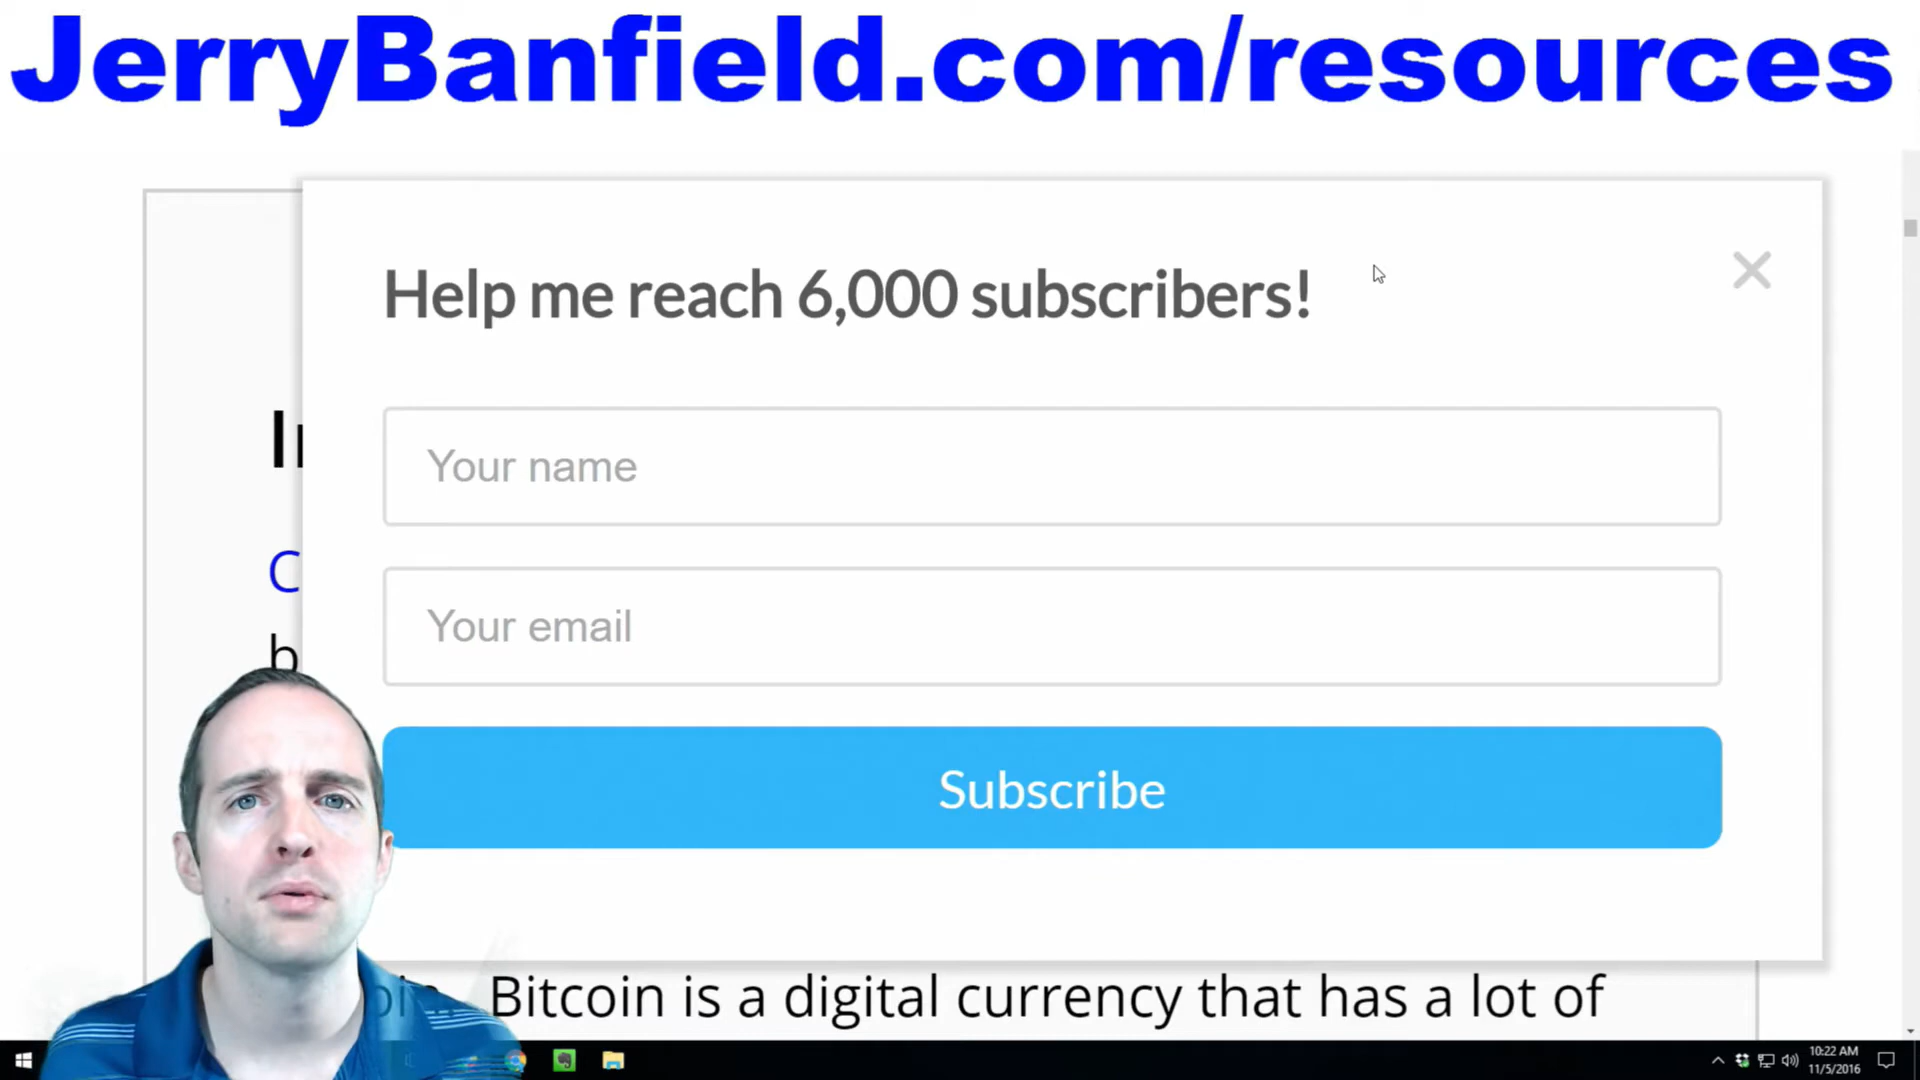 JerryBanfield.com/resources
Help me reach 6,000 subscribers!
Your name
C
b
Your email
Subscribe
Bitcoin is a digital currency that has a lot of
10:22 AM
11/5/2016